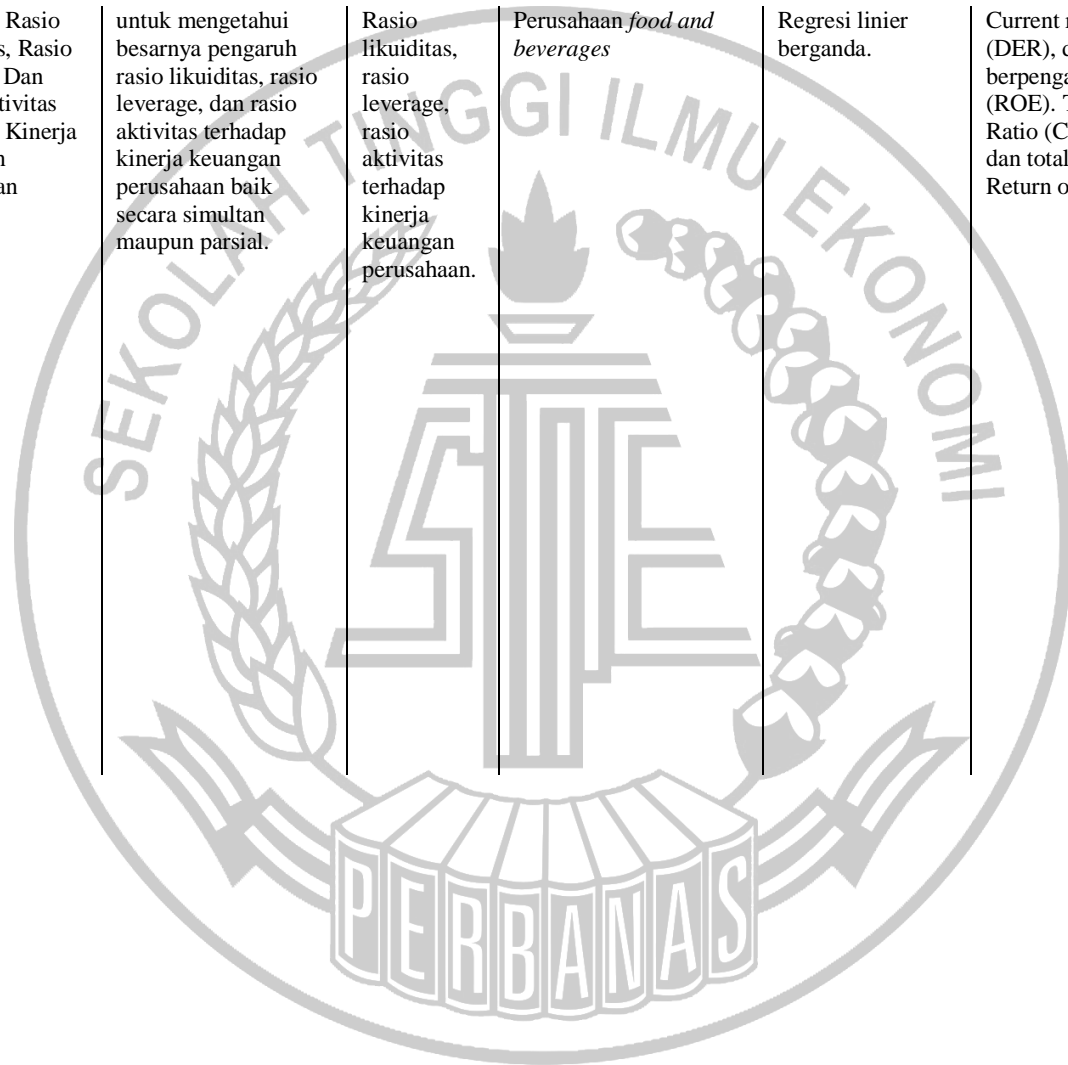 Rasio
s, Rasio
Dan
tivitas
Kinerja
n
an
untuk mengetahui
besarnya pengaruh
rasio likuiditas, rasio
leverage, dan rasio
aktivitas terhadap
kinerja keuangan
perusahaan baik
secara simultan
maupun parsial.
Rasio
likuiditas,
rasio
leverage,
rasio
aktivitas
terhadap
kinerja
keuangan
perusahaan.
Perusahaan food and
beverages
Regresi linier
berganda.
Current
(DER),
berpenga
(ROE).
Ratio (C
dan total
Return o
SEKOLAH TINGGI ILMU EKONOMI
STIE
PERBANAS